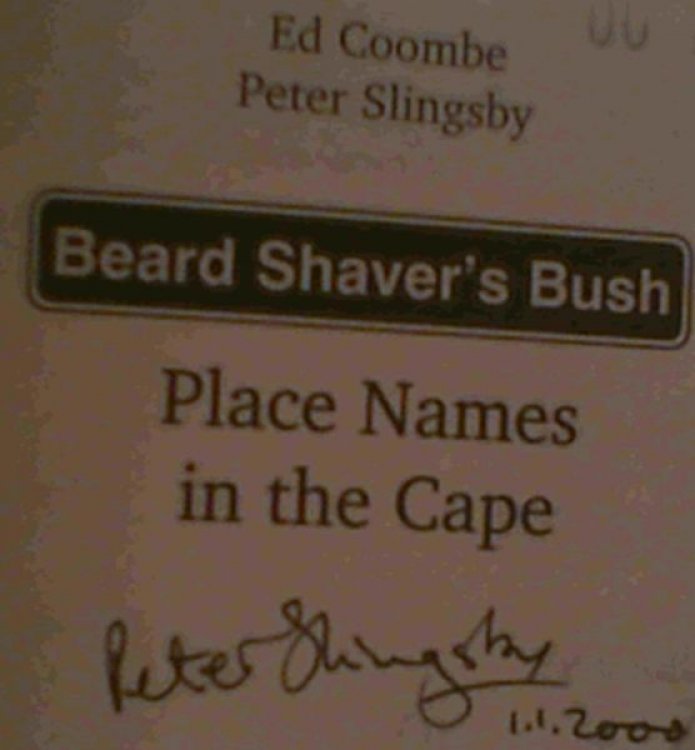 Ed Coombe
Peter Slingsby
Beard Shaver's Bush
Place Names
in the Cape
Peter Slingsby
1.1.2000